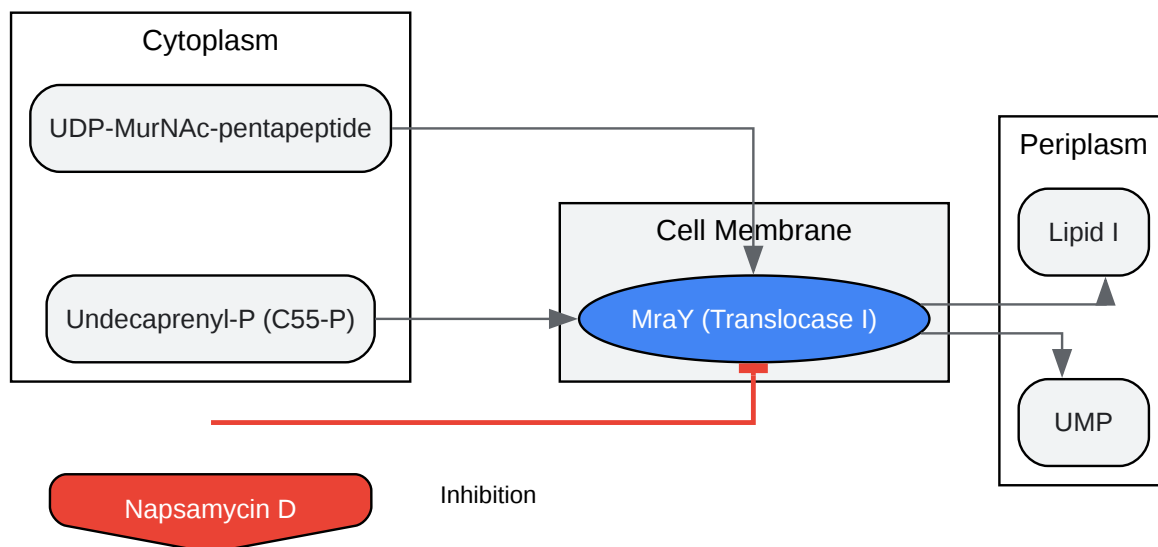 Cytoplasm
UDP-MurNAc-pentapeptide
Undecaprenyl-P (C55-P)
Cell Membrane
MraY (Translocase I)
Periplasm
Lipid I
UMP
Napsamycin D
Inhibition